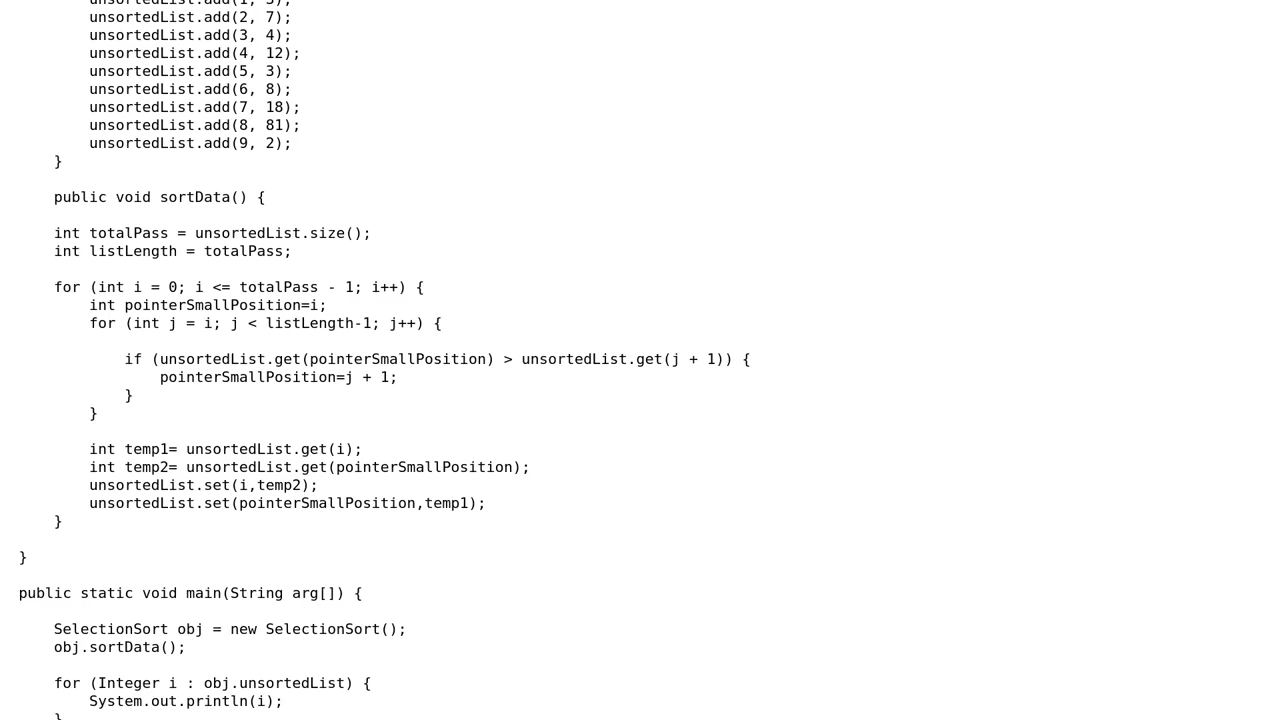 unsortedList.add(1, 5);
unsortedList.add(2, 7);
unsortedList.add(3, 4);
unsortedList.add(4, 12);
unsortedList.add(5, 3);
unsortedList.add(6, 8);
unsortedList.add(7, 18);
unsortedList.add(8, 81);
unsortedList.add(9, 2);
}
public void sortData() {
int totalPass = unsortedList.size();
int listLength = totalPass;
for (int i = 0; i <= totalPass - 1; i++) {
int pointerSmallPosition=i;
for (int j = i; j < listLength-1; j++) {
if (unsortedList.get(pointerSmallPosition) > unsortedList.get(j + 1)) {
pointerSmallPosition=j + 1;
}
}
int temp1= unsortedList.get(i);
int temp2= unsortedList.get(pointerSmallPosition);
unsortedList.set(i,temp2);
unsortedList.set(pointerSmallPosition,temp1);
}
}
public static void main(String arg[]) {
SelectionSort obj = new SelectionSort();
obj.sortData();
for (Integer i : obj.unsortedList) {
System.out.println(i);
}